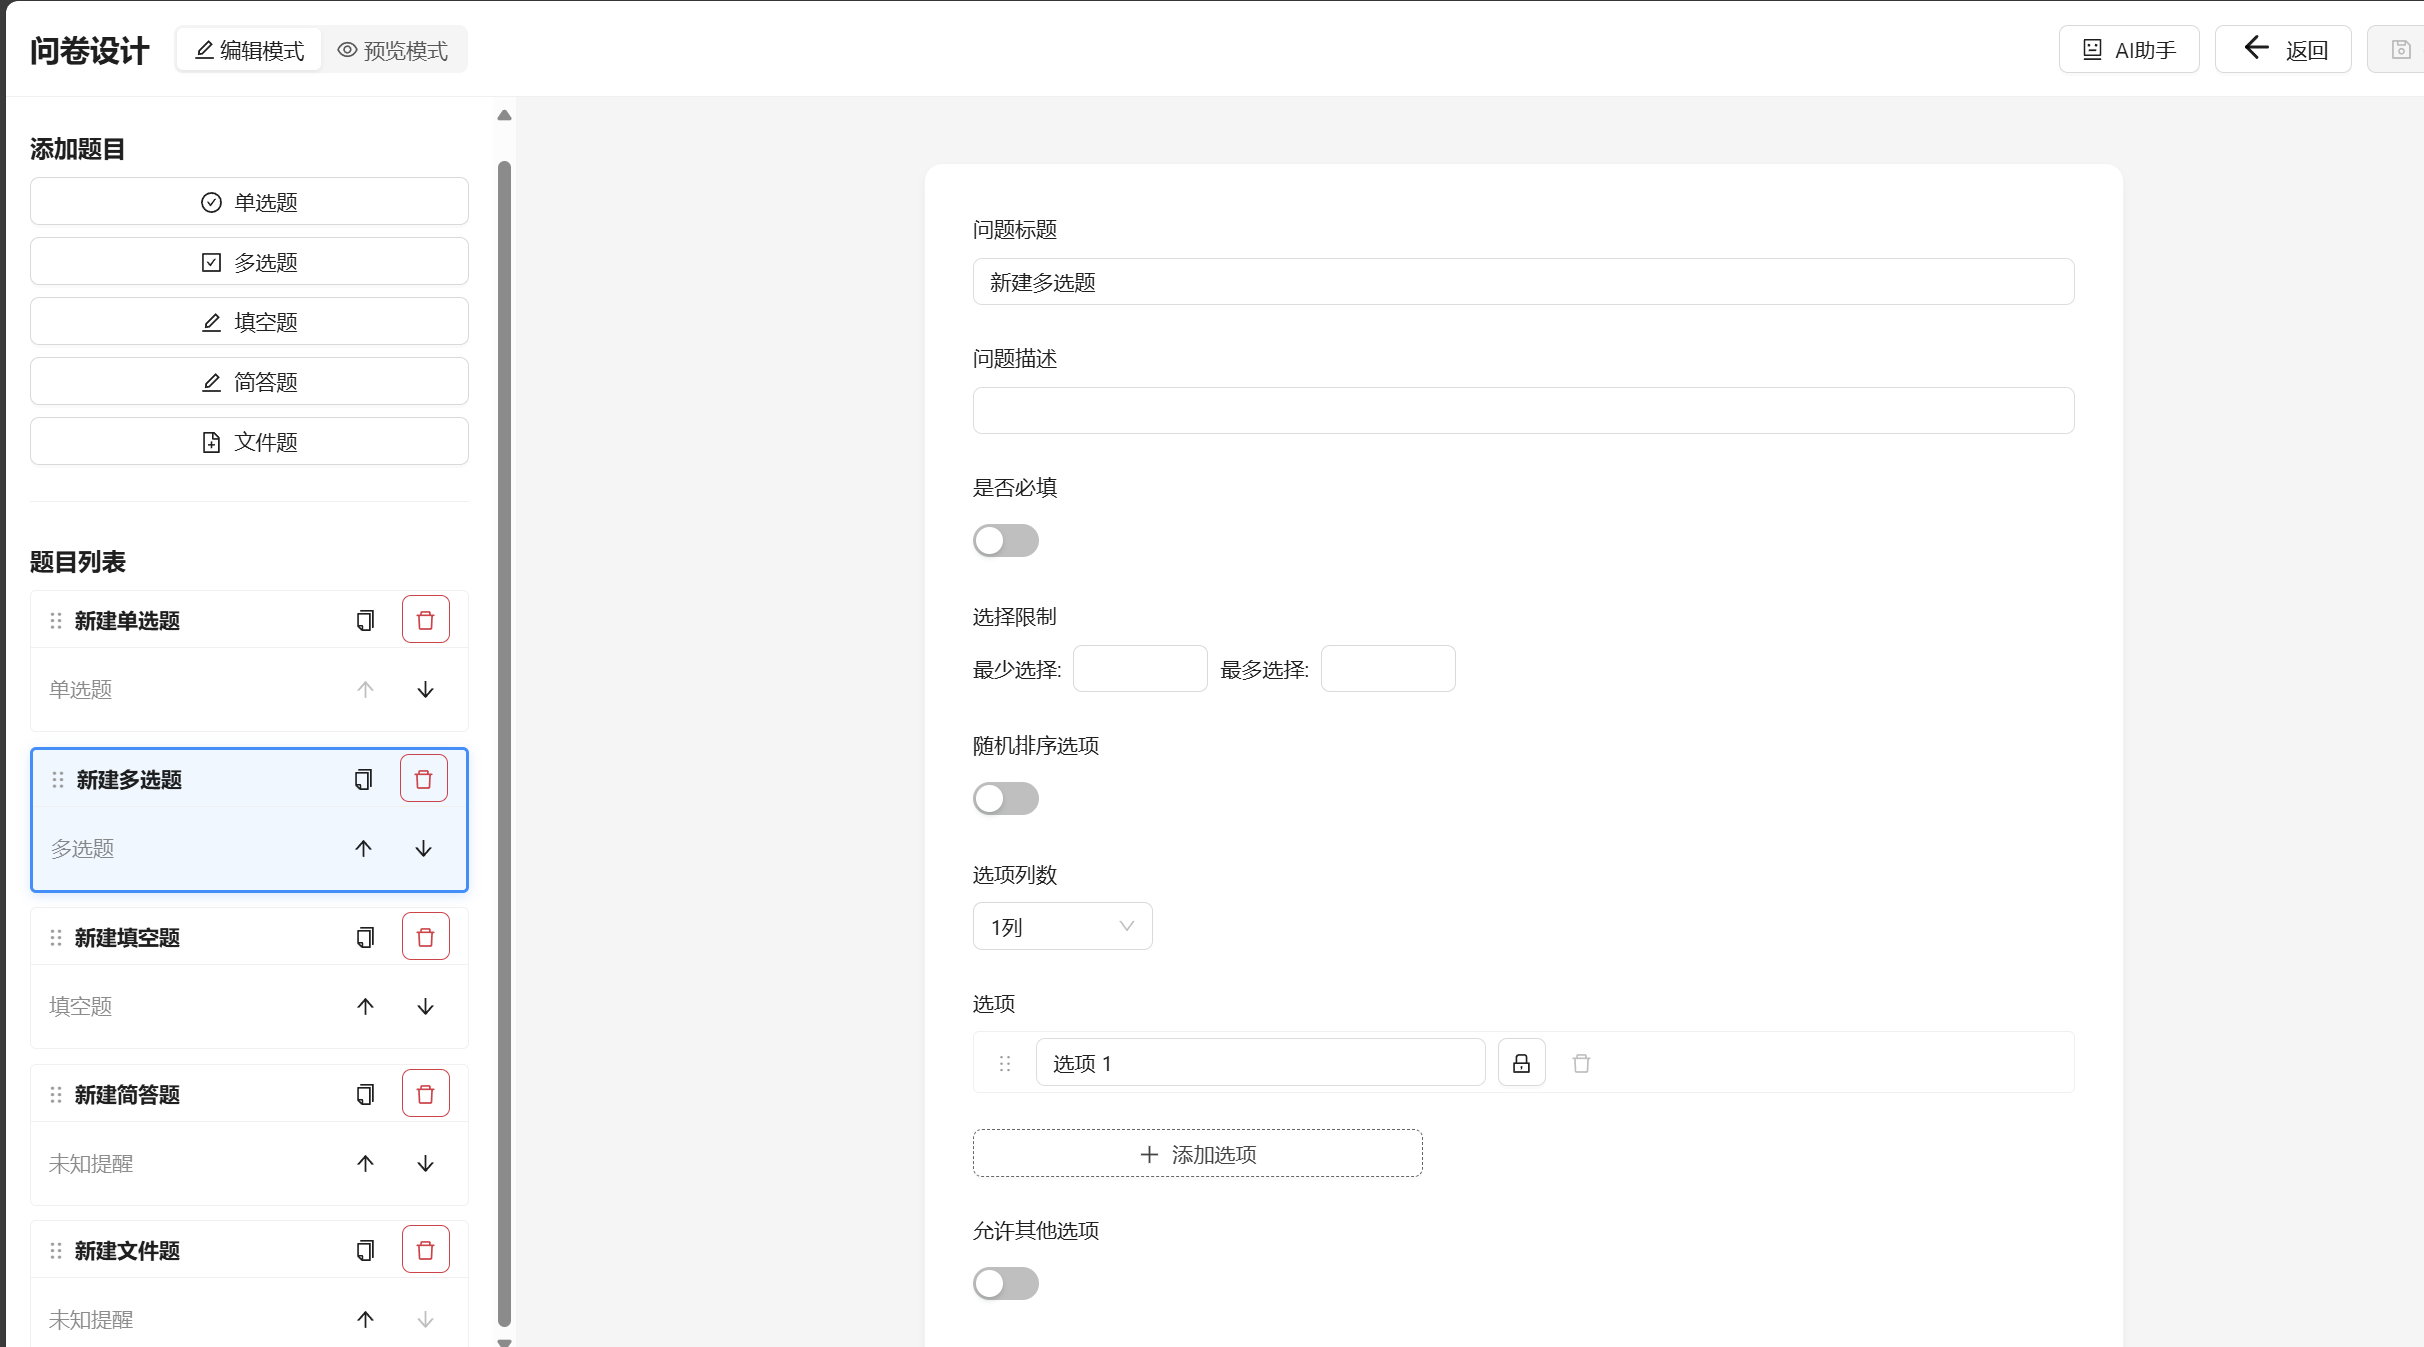 问卷设计
编辑模式
预览模式
AI助手
返回
添加题目
单选题
多选题
填空题
简答题
文件题
题目列表
新建单选题
单选题
新建多选题
多选题
新建填空题
填空题
新建简答题
未知提醒
新建文件题
未知提醒
问题标题
新建多选题
问题描述
是否必填
选择限制
最少选择: 最多选择:
随机排序选项
选项列数
1列
选项
选项 1
添加选项
允许其他选项